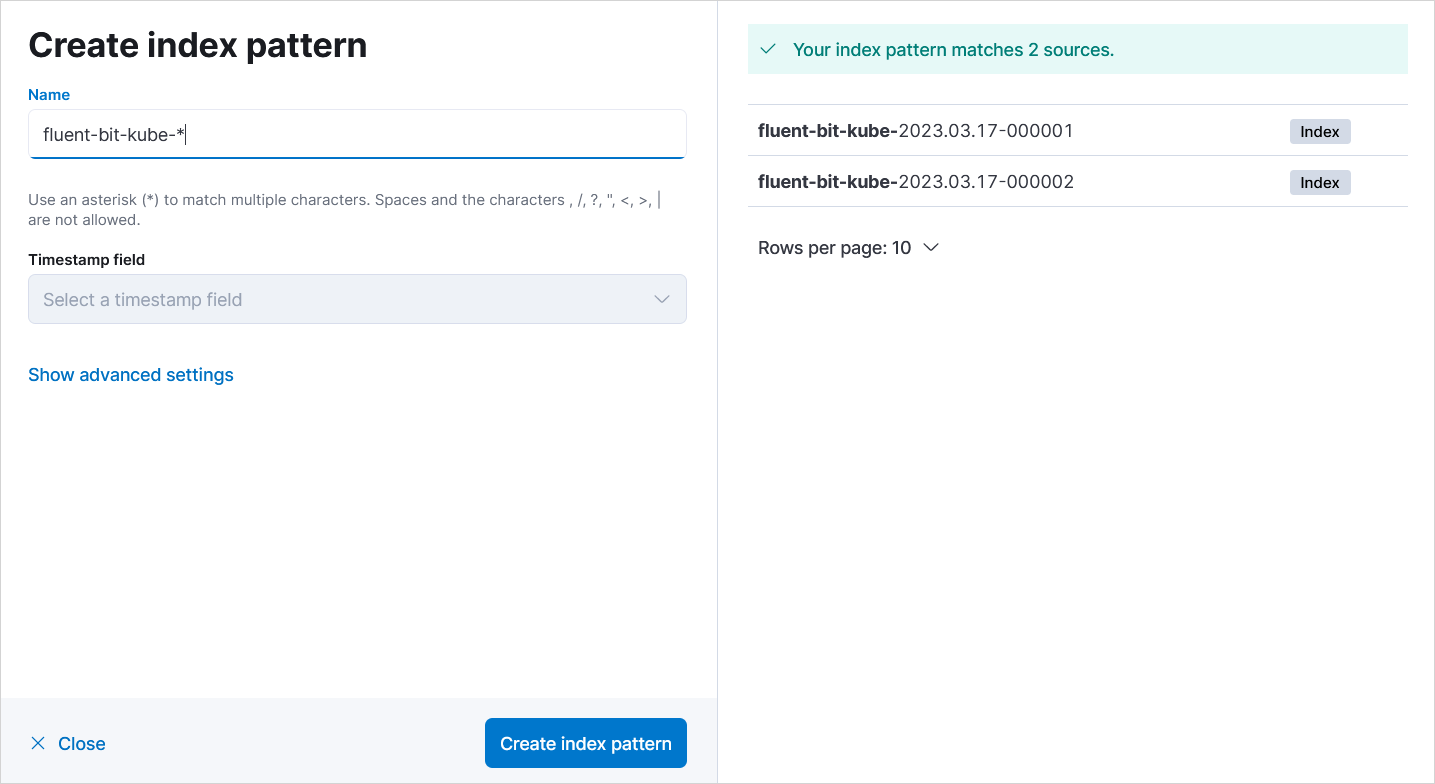 Create index pattern
Name
fluent-bit-kube-*
Use an asterisk (*) to match multiple characters. Spaces and the characters , /, ?, ", <, >, |
are not allowed.
Timestamp field
Select a timestamp field
Show advanced settings
Close
Create index pattern
Your index pattern matches 2 sources.
fluent-bit-kube-2023.03.17-000001 Index
fluent-bit-kube-2023.03.17-000002 Index
Rows per page: 10